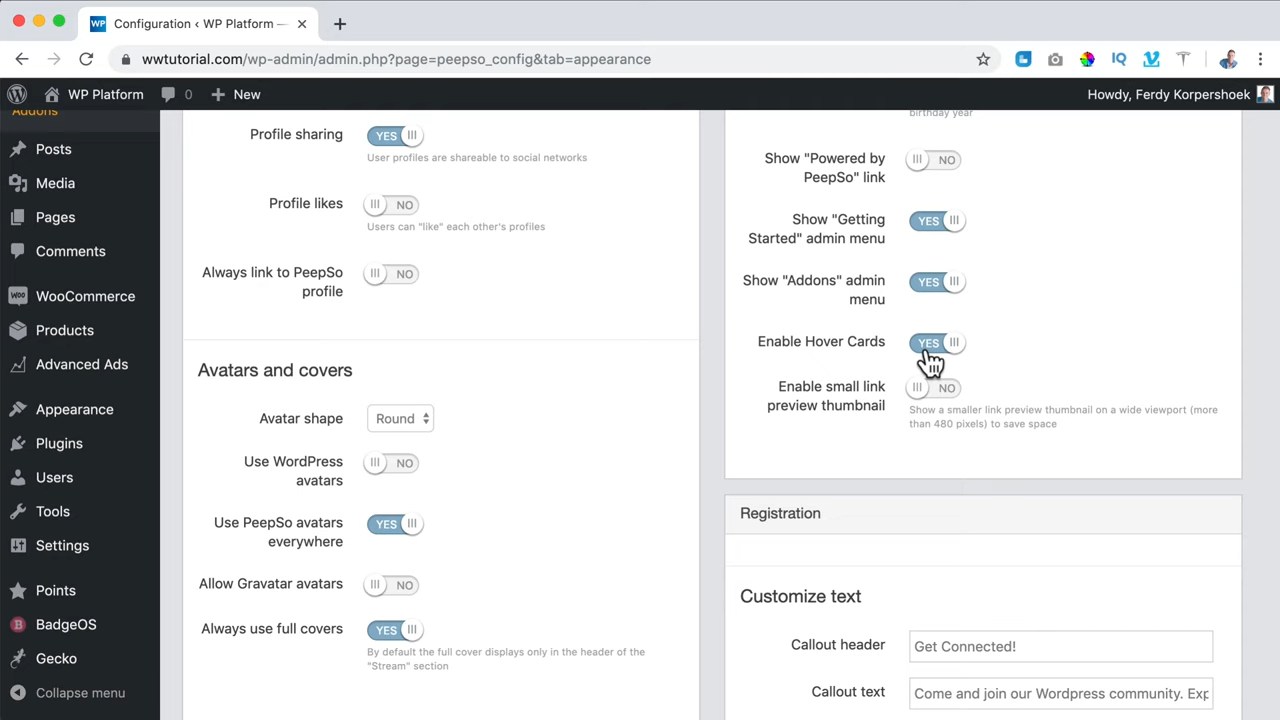 WP Configuration ‹ WP Platform —
wwtutorial.com/wp-admin/admin.php?page=peepso_config&tab=appearance
WP Platform 0 New Howdy, Ferdy Korpershoek
Addons
Posts
Media
Pages
Comments
WooCommerce
Products
Advanced Ads
Appearance
Plugins
Users
Tools
Settings
Points
BadgeOS
Gecko
Collapse menu
Profile sharing YES
User profiles are shareable to social networks
Profile likes NO
Users can "like" each other's profiles
Always link to PeepSo
profile
NO
Avatars and covers
Avatar shape Round
Use WordPress
avatars
NO
Use PeepSo avatars
everywhere
YES
Allow Gravatar avatars NO
Always use full covers YES
By default the full cover displays only in the header of the
"Stream" section
birthday year
Show "Powered by
PeepSo" link
NO
Show "Getting
Started" admin menu
YES
Show "Addons" admin
menu
YES
Enable Hover Cards YES
Enable small link
preview thumbnail
NO
Show a smaller link preview thumbnail on a wide viewport (more
than 480 pixels) to save space
Registration
Customize text
Callout header Get Connected!
Callout text Come and join our Wordpress community. Exp